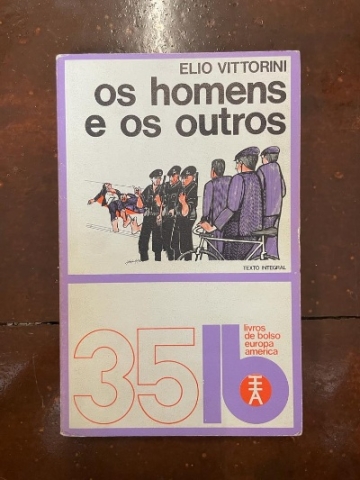 ELIO VITTORINI
os homens
e os outros
TEXTO INTEGRAL
35
lb
livros
de bolso
europa
américa